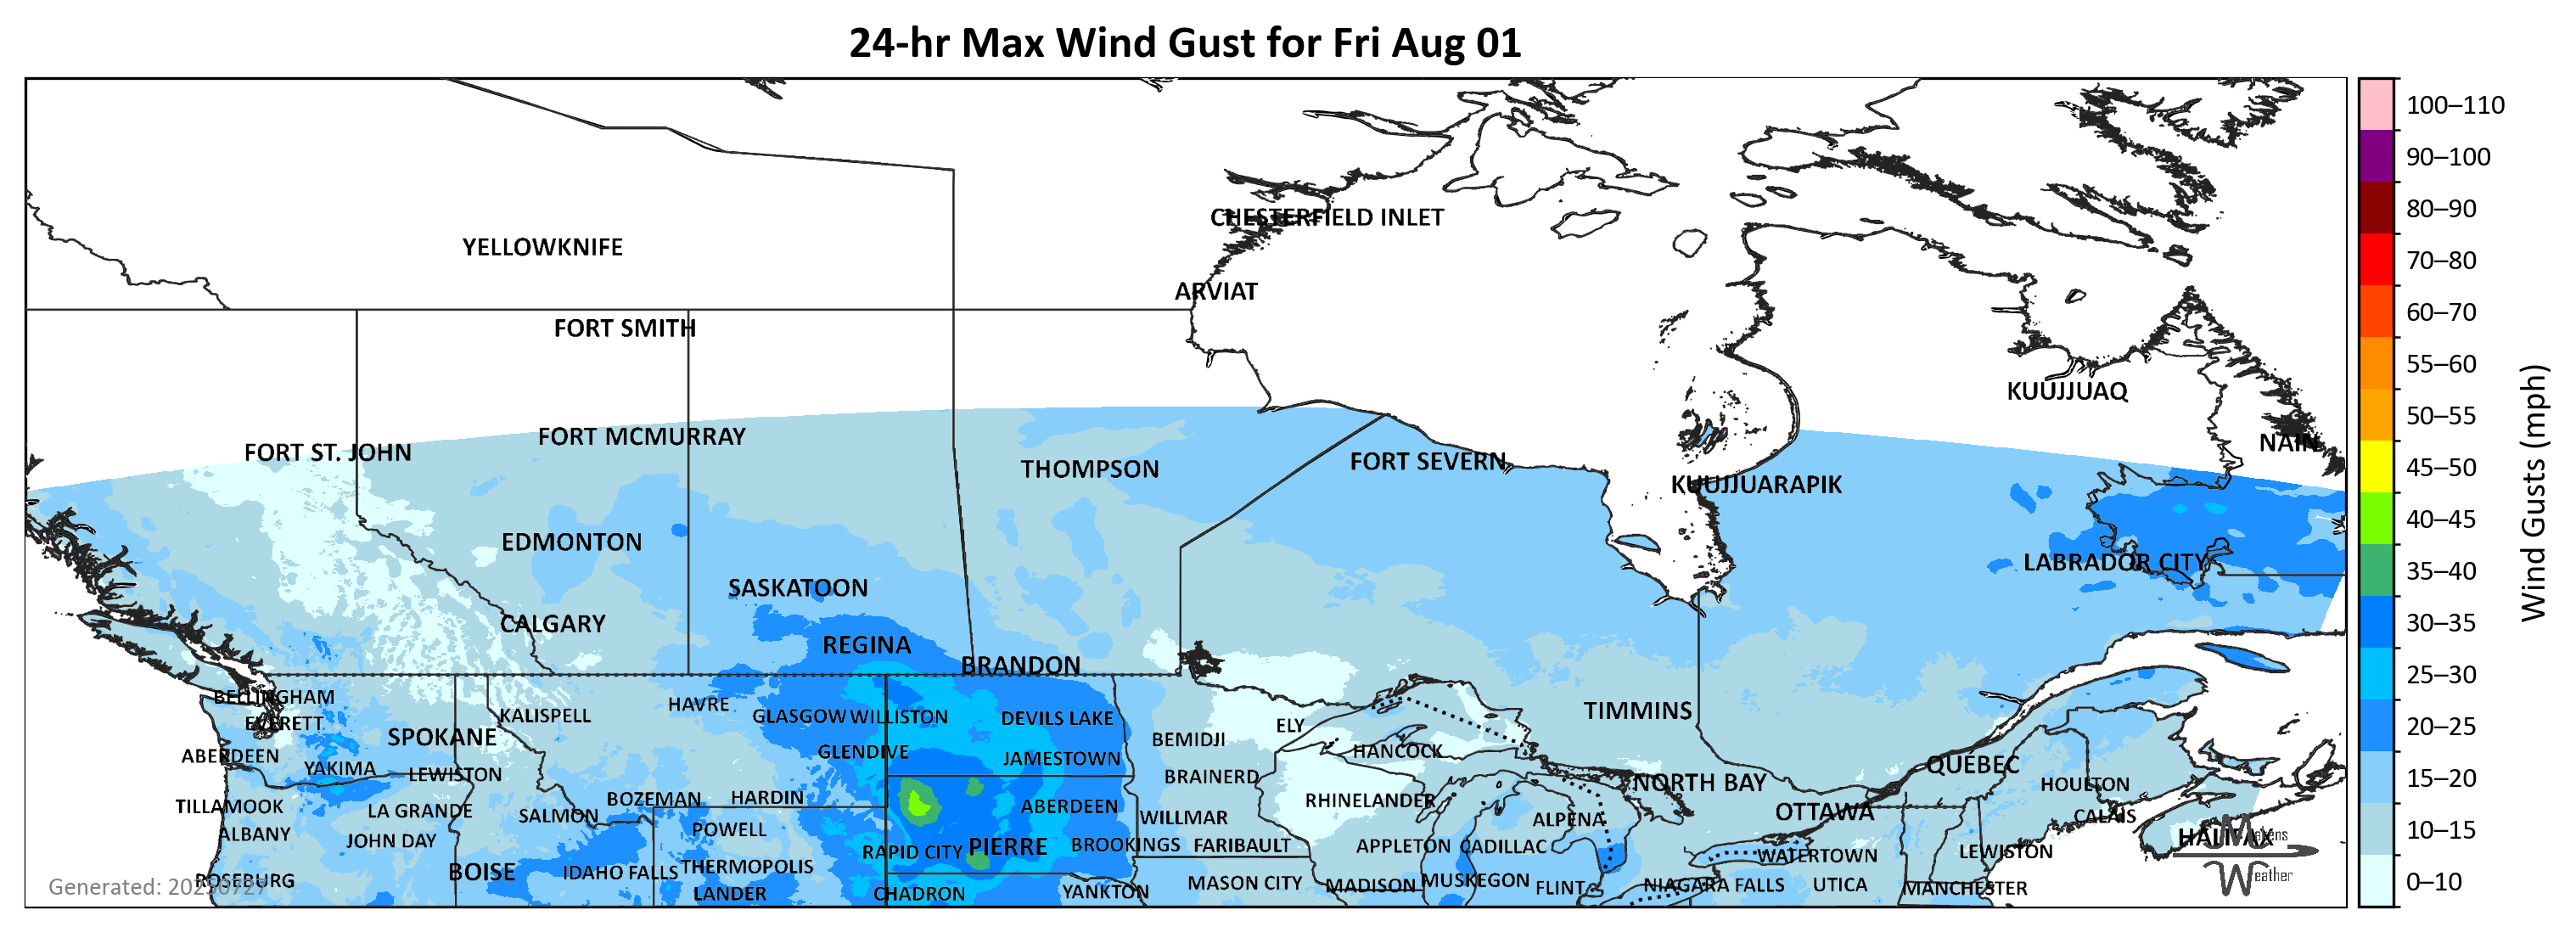 24-hr Max Wind Gust for Fri Aug 01
100–110
90–100
80–90
70–80
60–70
55–60
50–55
45–50
40–45
35–40
30–35
25–30
20–25
15–20
10–15
0–10
Wind Gusts (mph)
CHESTERFIELD INLET
YELLOWKNIFE
ARVIAT
FORT SMITH
KUUJJUAQ
FORT MCMURRAY
NAIN
FORT ST. JOHN
FORT SEVERN
THOMPSON
KUUJJUARAPIK
EDMONTON
LABRADOR CITY
SASKATOON
CALGARY
REGINA
BRANDON
BELLINGHAM
HAVRE
TIMMINS
KALISPELL
GLASGOW
WILLISTON
DEVILS LAKE
EVERETT
ELY
SPOKANE
BEMIDJI
HANCOCK
GLENDIVE
ABERDEEN
JAMESTOWN
QUEBEC
YAKIMA
LEWISTON
BRAINERD
NORTH BAY
HOULTON
BOZEMAN
HARDIN
RHINELANDER
TILLAMOOK
ABERDEEN
LA GRANDE
OTTAWA
SALMON
CALAIS
WILLMAR
ALPENA
POWELL
ALBANY
HALIFAX
JOHN DAY
BROOKINGS
FARIBAULT
APPLETON
CADILLAC
PIERRE
RAPID CITY
LEWISTON
WATERTOWN
THERMOPOLIS
BOISE
IDAHO FALLS
ROSEBURG
MUSKEGON
MASON CITY
MADISON
NIAGARA FALLS
UTICA
FLINT
MANCHESTER
YANKTON
LANDER
CHADRON
Generated: 20250727
Weather